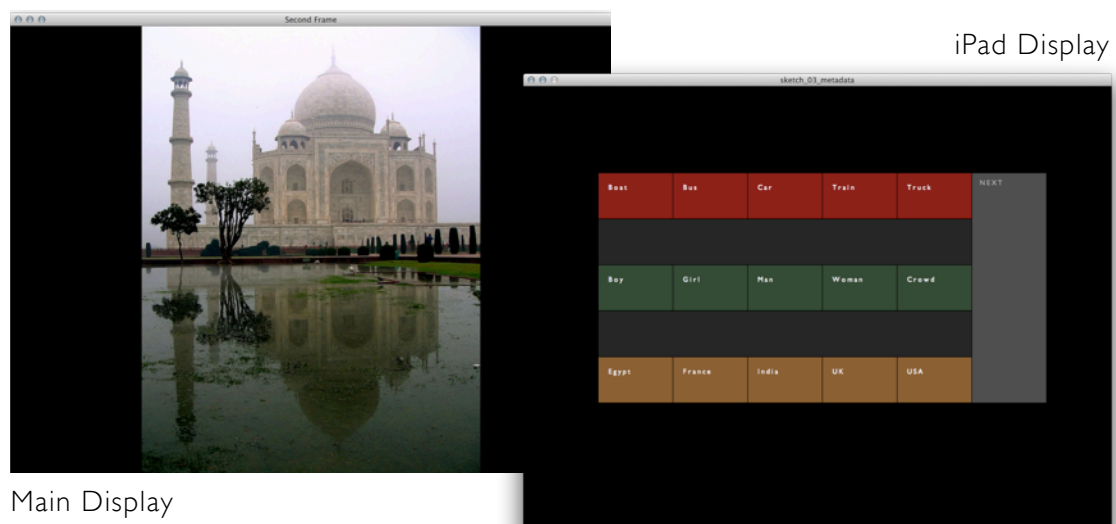 Second Frame
iPad Display
sketch_03_metadata
Boat Bus Car Train Truck NEXT
Boy Girl Man Woman Crowd
Egypt France India UK USA
Main Display